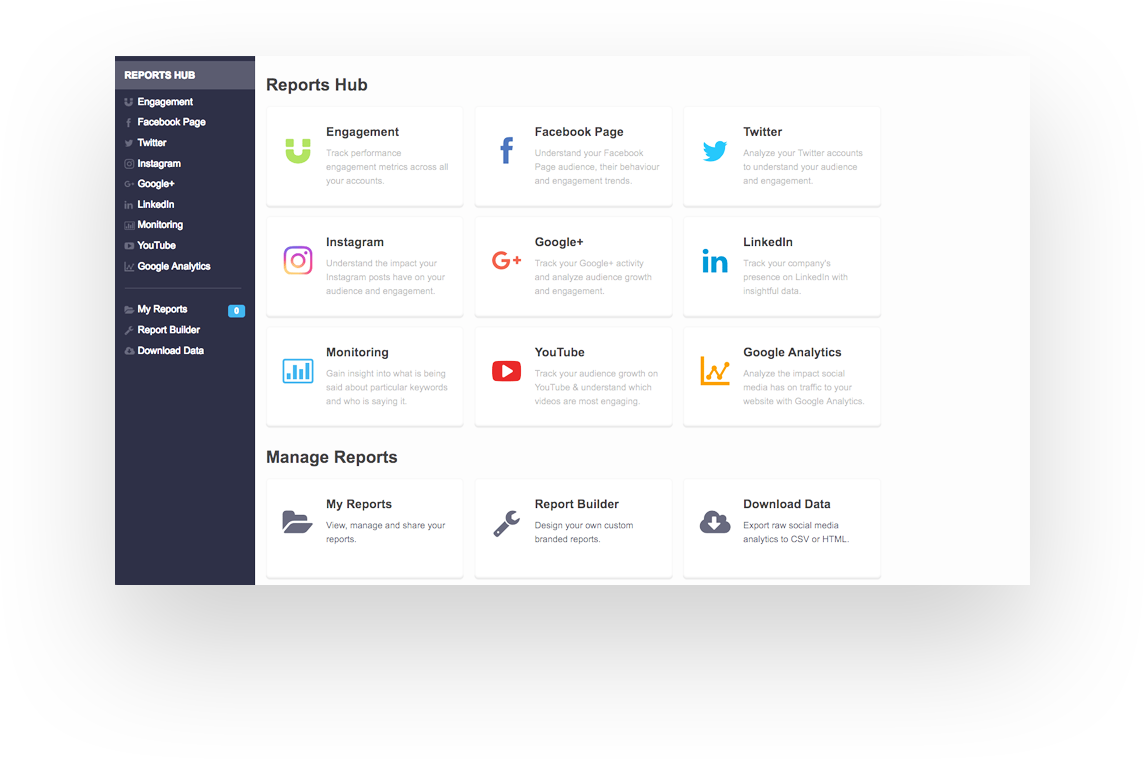 REPORTS HUB
Engagement
Facebook Page
Twitter
Instagram
Google+
LinkedIn
Monitoring
YouTube
Google Analytics
My Reports 0
Report Builder
Download Data
Reports Hub
Engagement
Track performance
engagement metrics across all
your accounts.
Facebook Page
Understand your Facebook
Page audience, their behaviour
and engagement trends.
Twitter
Analyze your Twitter accounts
to understand your audience
and engagement.
Instagram
Understand the impact your
Instagram posts have on your
audience and engagement.
Google+
Track your Google+ activity
and analyze audience growth
and engagement.
LinkedIn
Track your company's
presence on LinkedIn with
insightful data.
Monitoring
Gain insight into what is being
said about particular keywords
and who is saying it.
YouTube
Track your audience growth on
YouTube & understand which
videos are most engaging.
Google Analytics
Analyze the impact social
media has on traffic to your
website with Google Analytics.
Manage Reports
My Reports
View, manage and share your
reports.
Report Builder
Design your own custom
branded reports.
Download Data
Export raw social media
analytics to CSV or HTML.